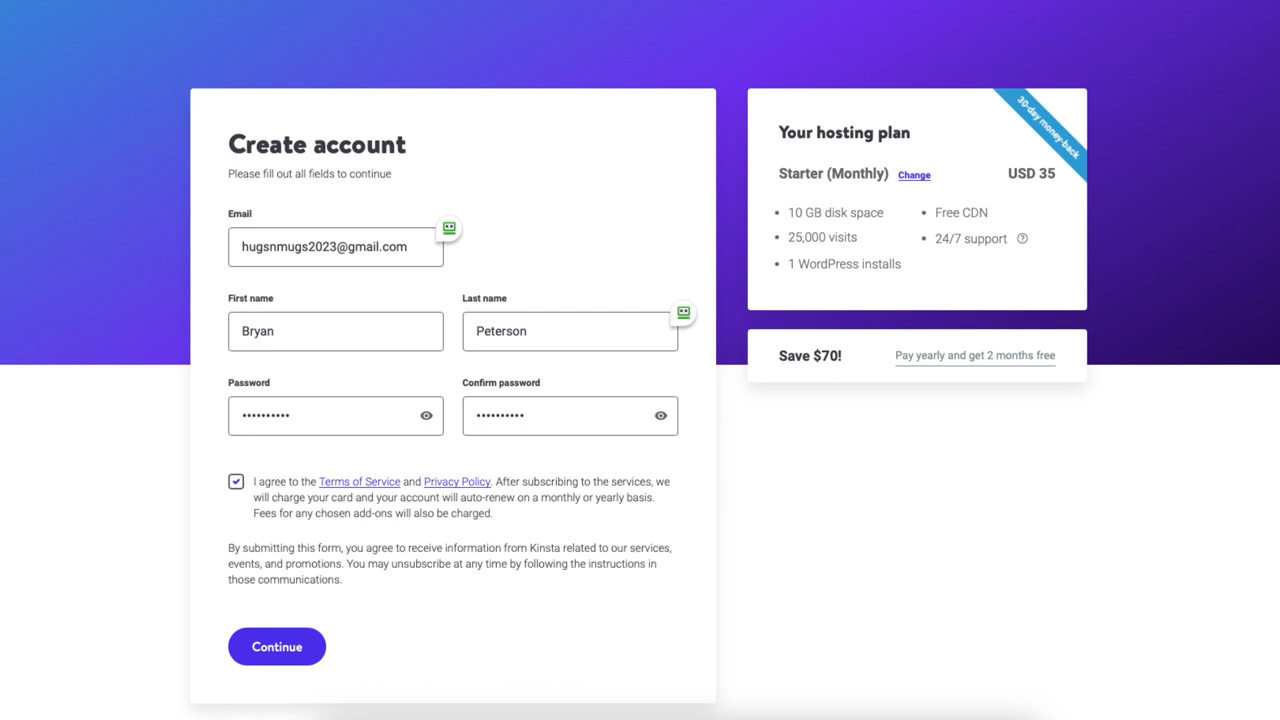 Create account
Please fill out all fields to continue
Email
hugsnmugs2023@gmail.com
First name
Last name
Bryan
Peterson
Password
Confirm password
••••••••••
••••••••••
I agree to the Terms of Service and Privacy Policy. After subscribing to the services, we
will charge your card and your account will auto-renew on a monthly or yearly basis.
Fees for any chosen add-ons will also be charged.
By submitting this form, you agree to receive information from Kinsta related to our services,
events, and promotions. You may unsubscribe at any time by following the instructions in
those communications.
Continue
30-day money-back
Your hosting plan
Starter (Monthly) Change USD 35
• 10 GB disk space
• Free CDN
• 25,000 visits
• 24/7 support ?
• 1 WordPress installs
Save $70! Pay yearly and get 2 months free